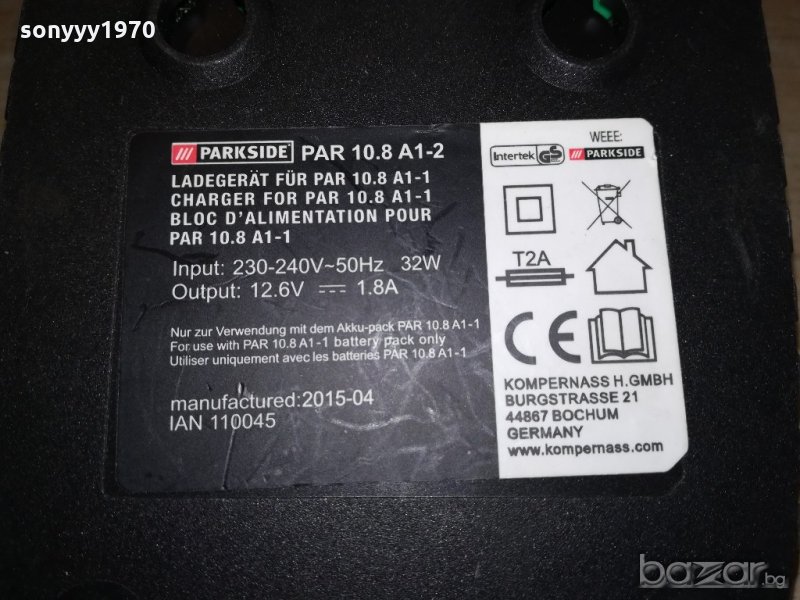 sonyyy1970
PARKSIDE PAR 10.8 A1-2
LADEGERÄT FÜR PAR 10.8 A1-1
CHARGER FOR PAR 10.8 A1-1
BLOC D'ALIMENTATION POUR
PAR 10.8 A1-1
Input: 230-240V~50Hz 32W
Output: 12.6V ⎓ 1.8A
Nur zur Verwendung mit dem Akku-pack PAR 10.8 A1-1
For use with PAR 10.8 A1-1 battery pack only
Utiliser uniquement avec les batteries PAR 10.8 A1-1
manufactured:2015-04
IAN 110045
WEEE:
Intertek GS PARKSIDE
T2A
CE
KOMPERNASS H.GMBH
BURGSTRASSE 21
44867 BOCHUM
GERMANY
www.kompernass.com
bazar.bg